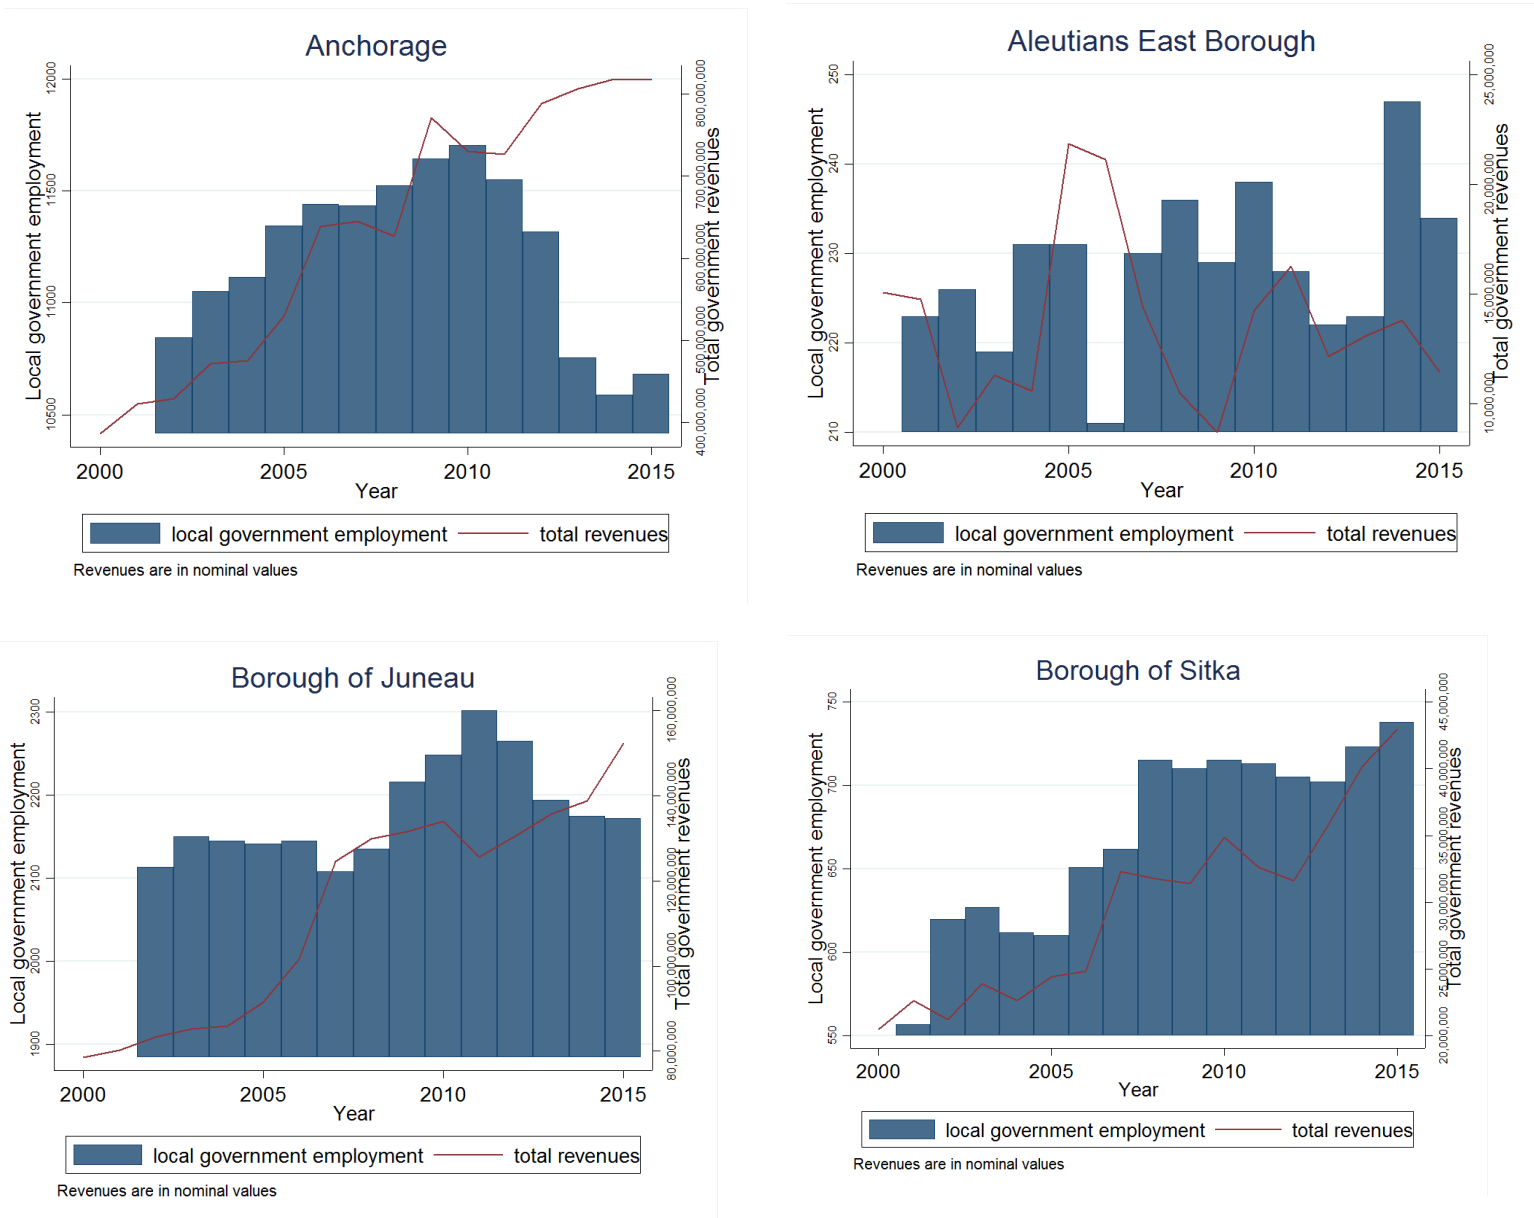 Anchorage
Local government employment
12000
11500
11000
10500
800,000,000
700,000,000
600,000,000
500,000,000
400,000,000
Total government revenues
2000 2005 2010 2015
Year
local government employment total revenues
Revenues are in nominal values
Aleutians East Borough
Local government employment
250
240
230
220
210
25,000,000
20,000,000
15,000,000
10,000,000
Total government revenues
2000 2005 2010 2015
Year
local government employment total revenues
Revenues are in nominal values
Borough of Juneau
Local government employment
2300
2200
2100
2000
1900
160,000,000
140,000,000
120,000,000
100,000,000
80,000,000
Total government revenues
2000 2005 2010 2015
Year
local government employment total revenues
Revenues are in nominal values
Borough of Sitka
Local government employment
750
700
650
600
550
45,000,000
40,000,000
35,000,000
30,000,000
25,000,000
20,000,000
Total government revenues
2000 2005 2010 2015
Year
local government employment total revenues
Revenues are in nominal values